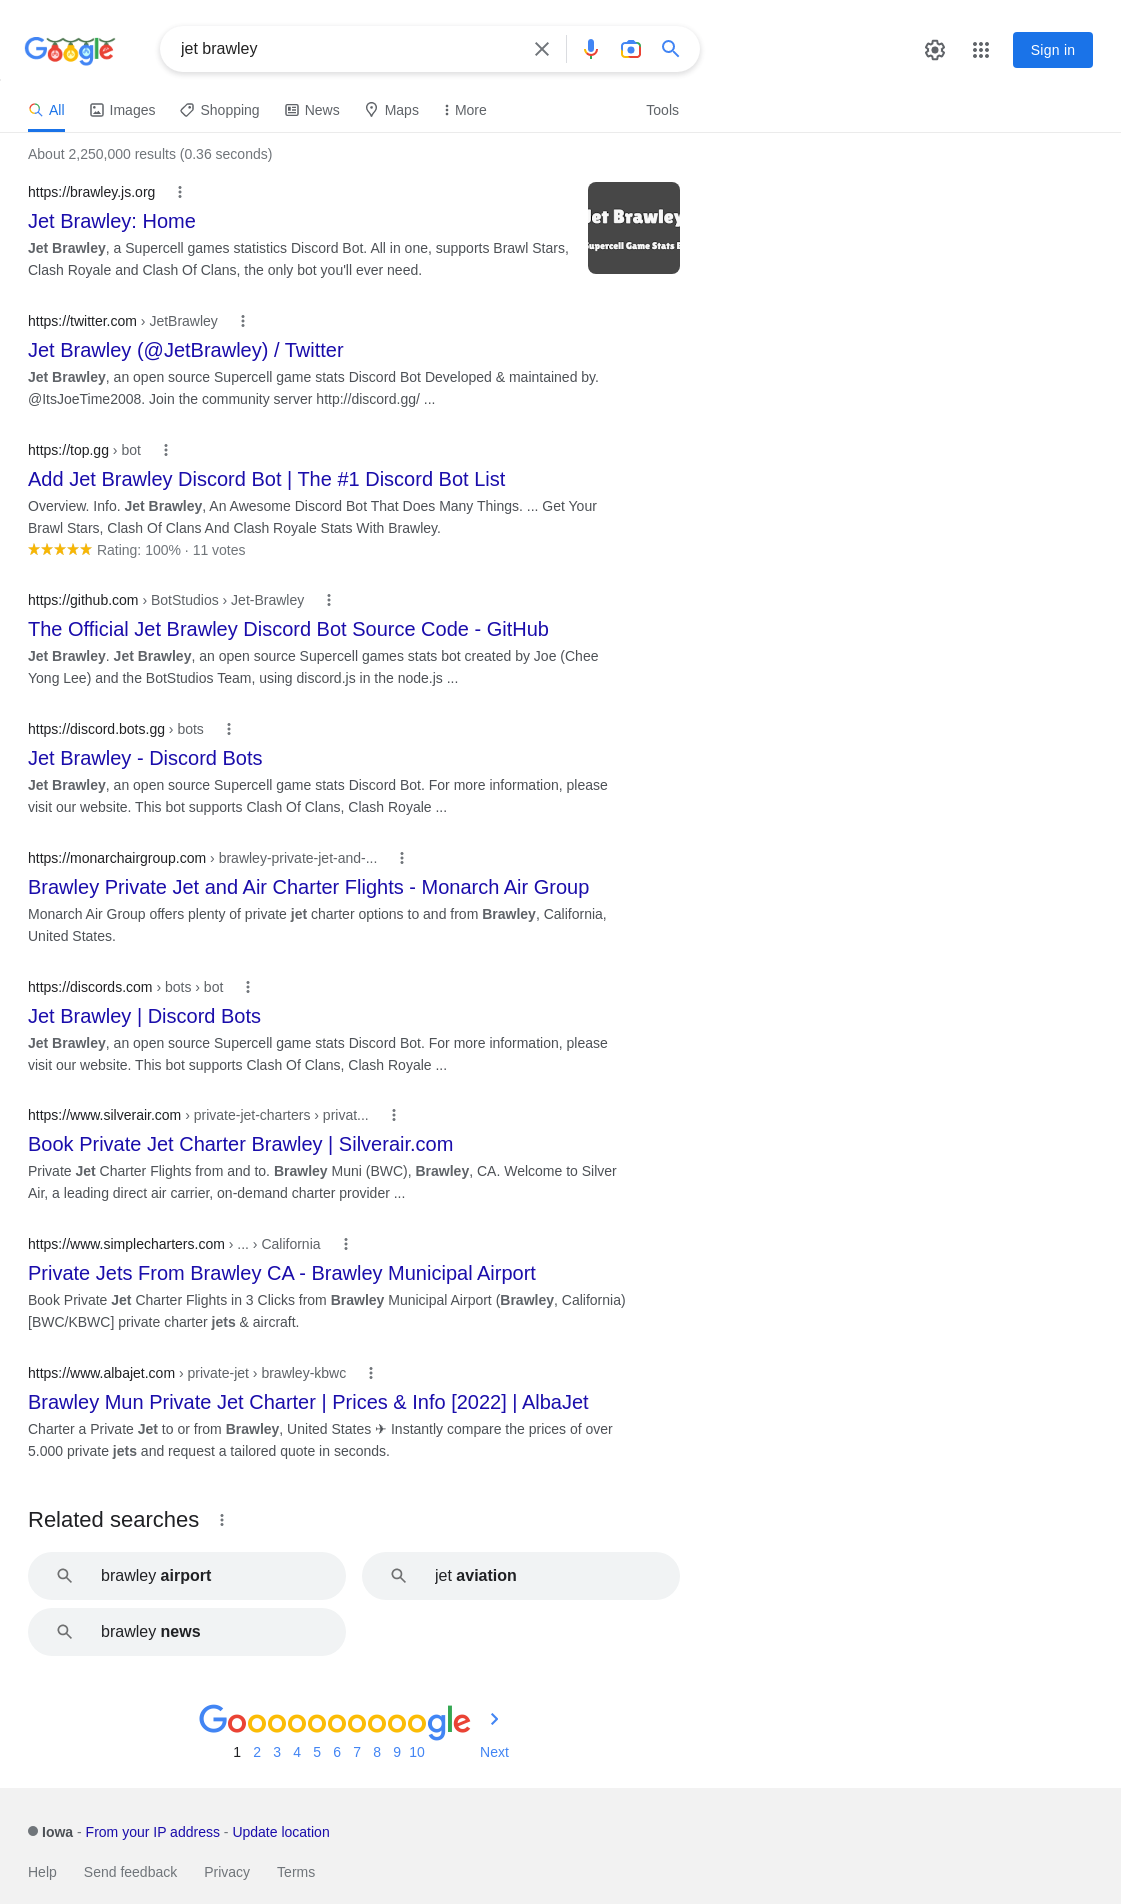 Google
jet brawley
Sign in
All Images Shopping News Maps More Tools
About 2,250,000 results (0.36 seconds)
https://brawley.js.org
Jet Brawley: Home
Jet Brawley, a Supercell games statistics Discord Bot. All in one, supports Brawl Stars,
Clash Royale and Clash Of Clans, the only bot you'll ever need.
Jet Brawley
Supercell Game Stats B
https://twitter.com › JetBrawley
Jet Brawley (@JetBrawley) / Twitter
Jet Brawley, an open source Supercell game stats Discord Bot Developed & maintained by.
@ItsJoeTime2008. Join the community server http://discord.gg/ ...
https://top.gg › bot
Add Jet Brawley Discord Bot | The #1 Discord Bot List
Overview. Info. Jet Brawley, An Awesome Discord Bot That Does Many Things. ... Get Your
Brawl Stars, Clash Of Clans And Clash Royale Stats With Brawley.
Rating: 100% · 11 votes
https://github.com › BotStudios › Jet-Brawley
The Official Jet Brawley Discord Bot Source Code - GitHub
Jet Brawley. Jet Brawley, an open source Supercell games stats bot created by Joe (Chee
Yong Lee) and the BotStudios Team, using discord.js in the node.js ...
https://discord.bots.gg › bots
Jet Brawley - Discord Bots
Jet Brawley, an open source Supercell game stats Discord Bot. For more information, please
visit our website. This bot supports Clash Of Clans, Clash Royale ...
https://monarchairgroup.com › brawley-private-jet-and-...
Brawley Private Jet and Air Charter Flights - Monarch Air Group
Monarch Air Group offers plenty of private jet charter options to and from Brawley, California,
United States.
https://discords.com › bots › bot
Jet Brawley | Discord Bots
Jet Brawley, an open source Supercell game stats Discord Bot. For more information, please
visit our website. This bot supports Clash Of Clans, Clash Royale ...
https://www.silverair.com › private-jet-charters › privat...
Book Private Jet Charter Brawley | Silverair.com
Private Jet Charter Flights from and to. Brawley Muni (BWC), Brawley, CA. Welcome to Silver
Air, a leading direct air carrier, on-demand charter provider ...
https://www.simplecharters.com › ... › California
Private Jets From Brawley CA - Brawley Municipal Airport
Book Private Jet Charter Flights in 3 Clicks from Brawley Municipal Airport (Brawley, California)
[BWC/KBWC] private charter jets & aircraft.
https://www.albajet.com › private-jet › brawley-kbwc
Brawley Mun Private Jet Charter | Prices & Info [2022] | AlbaJet
Charter a Private Jet to or from Brawley, United States ✈ Instantly compare the prices of over
5.000 private jets and request a tailored quote in seconds.
Related searches
brawley airport
jet aviation
brawley news
Goooooooooogle
1 2 3 4 5 6 7 8 9 10 Next
Iowa - From your IP address - Update location
Help Send feedback Privacy Terms